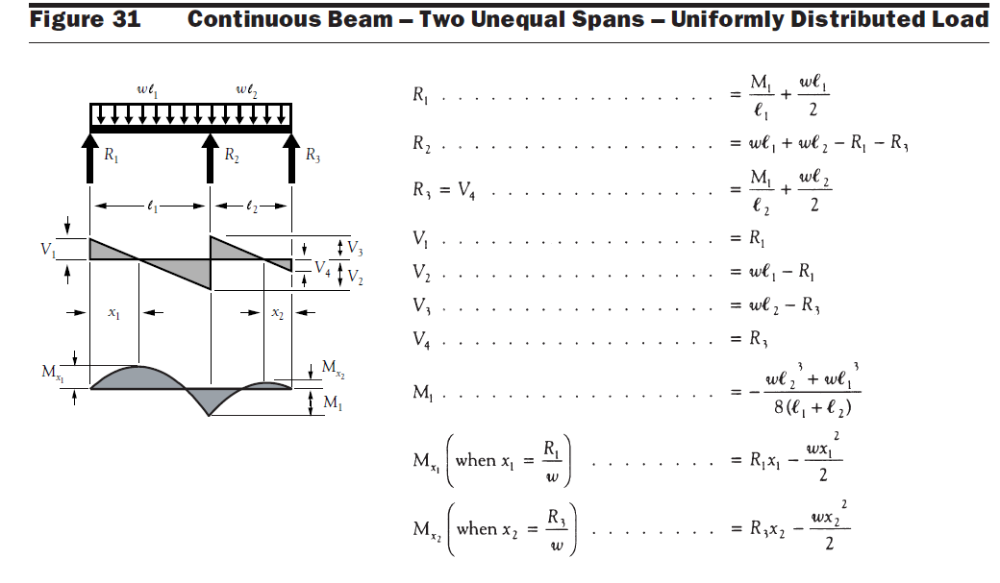 Figure 31 Continuous Beam – Two Unequal Spans – Uniformly Distributed Load
wℓ₁ wℓ₂
R₁ R₂ R₃
ℓ₁ ℓ₂
V₁ V₃
V₄ V₂
x₁ x₂
Mₓ₁ Mₓ₂
M₁
R₁ . . . . . . . . . . . . . . . . . = M₁/ℓ₁ + wℓ₁/2
R₂ . . . . . . . . . . . . . . . . . = wℓ₁ + wℓ₂ – R₁ – R₃
R₃ = V₄ . . . . . . . . . . . . . . = M₁/ℓ₂ + wℓ₂/2
V₁ . . . . . . . . . . . . . . . . . = R₁
V₂ . . . . . . . . . . . . . . . . . = wℓ₁ – R₁
V₃ . . . . . . . . . . . . . . . . . = wℓ₂ – R₃
V₄ . . . . . . . . . . . . . . . . . = R₃
M₁ . . . . . . . . . . . . . . . . . = – (wℓ₂³ + wℓ₁³)/8(ℓ₁ + ℓ₂)
Mₓ₁ (when x₁ = R₁/w) . . . . . . . . = R₁x₁ – wx₁²/2
Mₓ₂ (when x₂ = R₃/w) . . . . . . . . = R₃x₂ – wx₂²/2